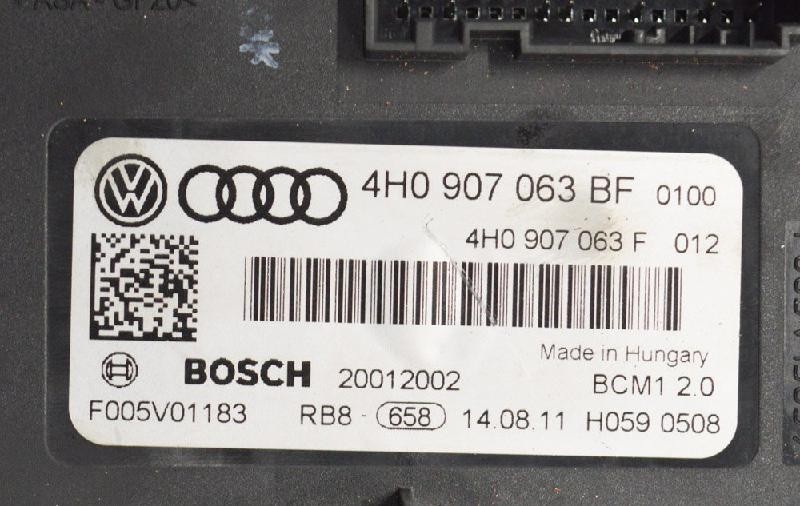 4H0 907 063 BF 0100
4H0 907 063 F 012
Made in Hungary
BOSCH 20012002 BCM1 2.0
F005V01183 RB8 - 658 14.08.11 H059 0508